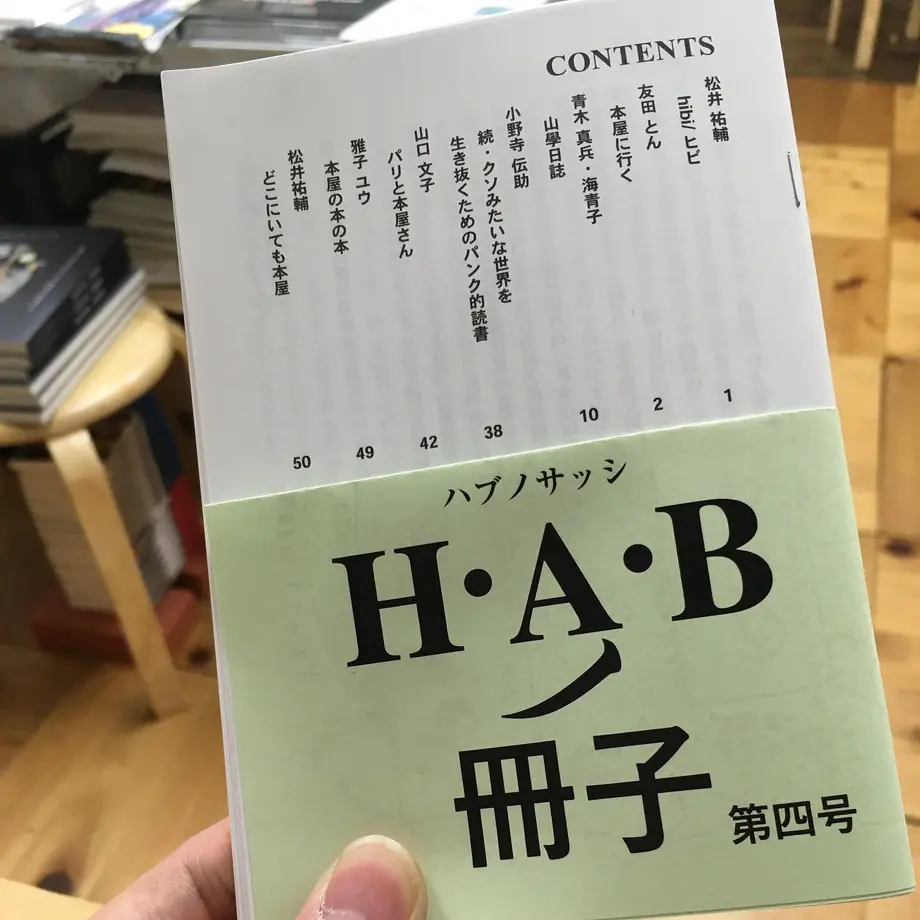 CONTENTS
松井 祐輔
hibi/ ヒビ
1
友田 とん
本屋に行く
2
青木 真兵・海青子
山學日誌
10
小野寺 伝助
続・クソみたいな世界を
生き抜くためのパンク的読書
38
山口 文子
パリと本屋さん
42
雅子 ユウ
本屋の本の本
49
松井祐輔
どこにいても本屋
50
ハブノサッシ
H・A・B
ノ
冊子
第四号